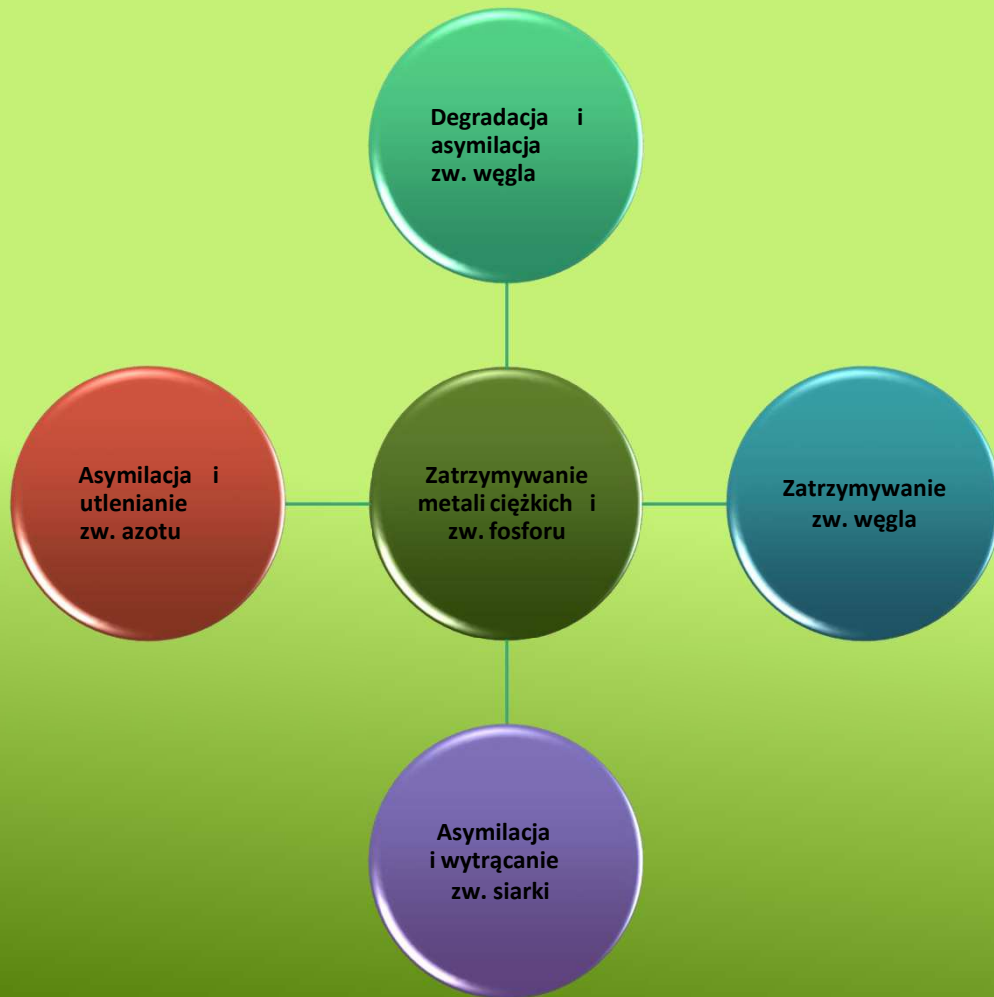 Degradacja i
asymilacja
zw. węgla
Asymilacja i
utlenianie
zw. azotu
Zatrzymywanie
metali ciężkich i
zw. fosforu
Zatrzymywanie
zw. węgla
Asymilacja
i wytrącanie
zw. siarki